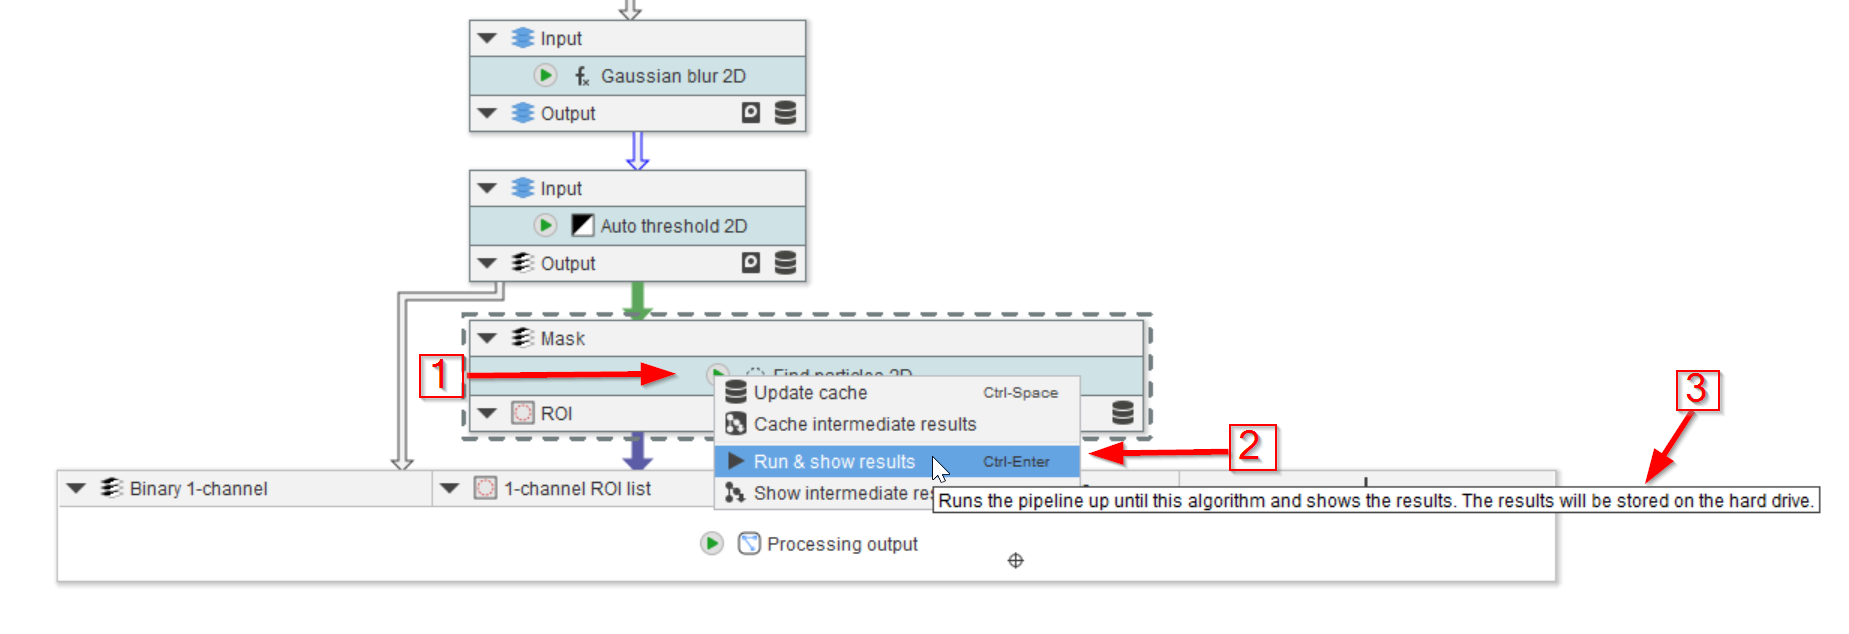 Input
fx Gaussian blur 2D
Output
Input
Auto threshold 2D
Output
Mask
1
Find particles 2D
ROI
Update cache Ctrl-Space
Cache intermediate results
Run & show results Ctrl-Enter
Show intermediate res
2
3
Runs the pipeline up until this algorithm and shows the results. The results will be stored on the hard drive.
Binary 1-channel
1-channel ROI list
Processing output